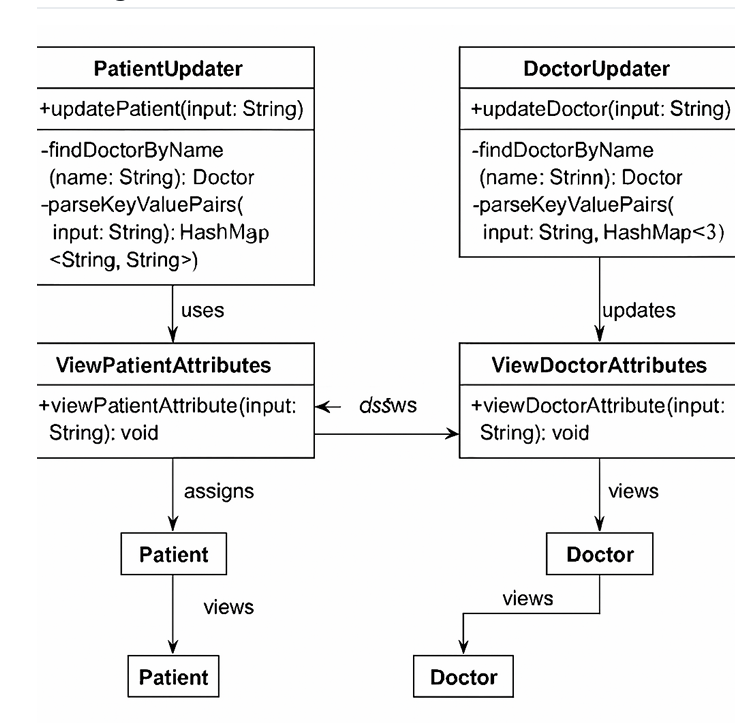 PatientUpdater
+updatePatient(input: String)
-findDoctorByName
(name: String): Doctor
-parseKeyValuePairs(
input: String): HashMap
<String, String>)
DoctorUpdater
+updateDoctor(input: String)
-findDoctorByName
(name: Strinn): Doctor
-parseKeyValuePairs(
input: String, HashMap<3)
uses
updates
ViewPatientAttributes
+viewPatientAttribute(input:
String): void
ViewDoctorAttributes
+viewDoctorAttribute(input:
String): void
assigns
views
Patient
Doctor
views
views
Patient
Doctor